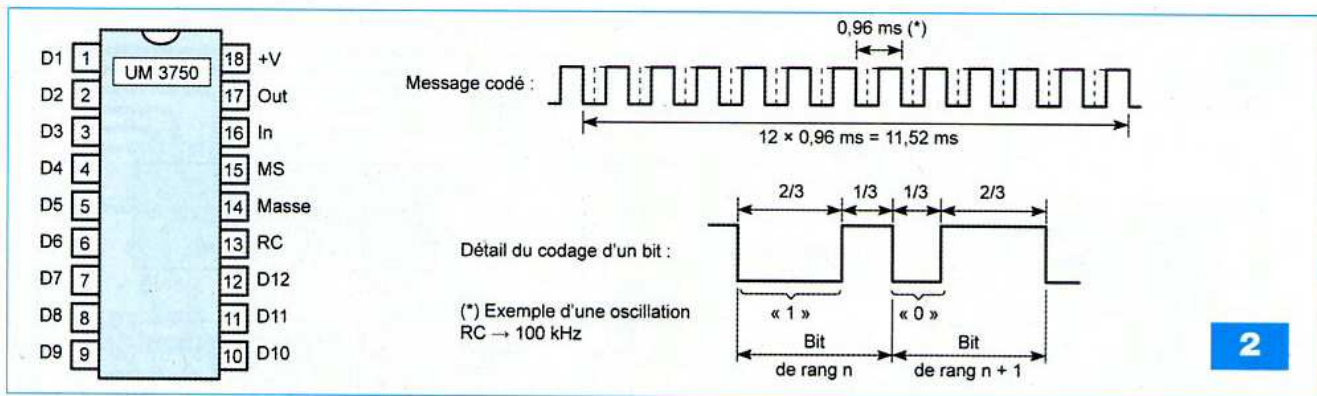 UM 3750
D1 1
D2 2
D3 3
D4 4
D5 5
D6 6
D7 7
D8 8
D9 9
18 +V
17 Out
16 In
15 MS
14 Masse
13 RC
12 D12
11 D11
10 D10
0,96 ms (*)
Message codé :
12 × 0,96 ms = 11,52 ms
2/3 1/3 1/3 2/3
Détail du codage d'un bit :
« 1 » « 0 »
(*) Exemple d'une oscillation
RC → 100 kHz
Bit
de rang n
Bit
de rang n + 1
2